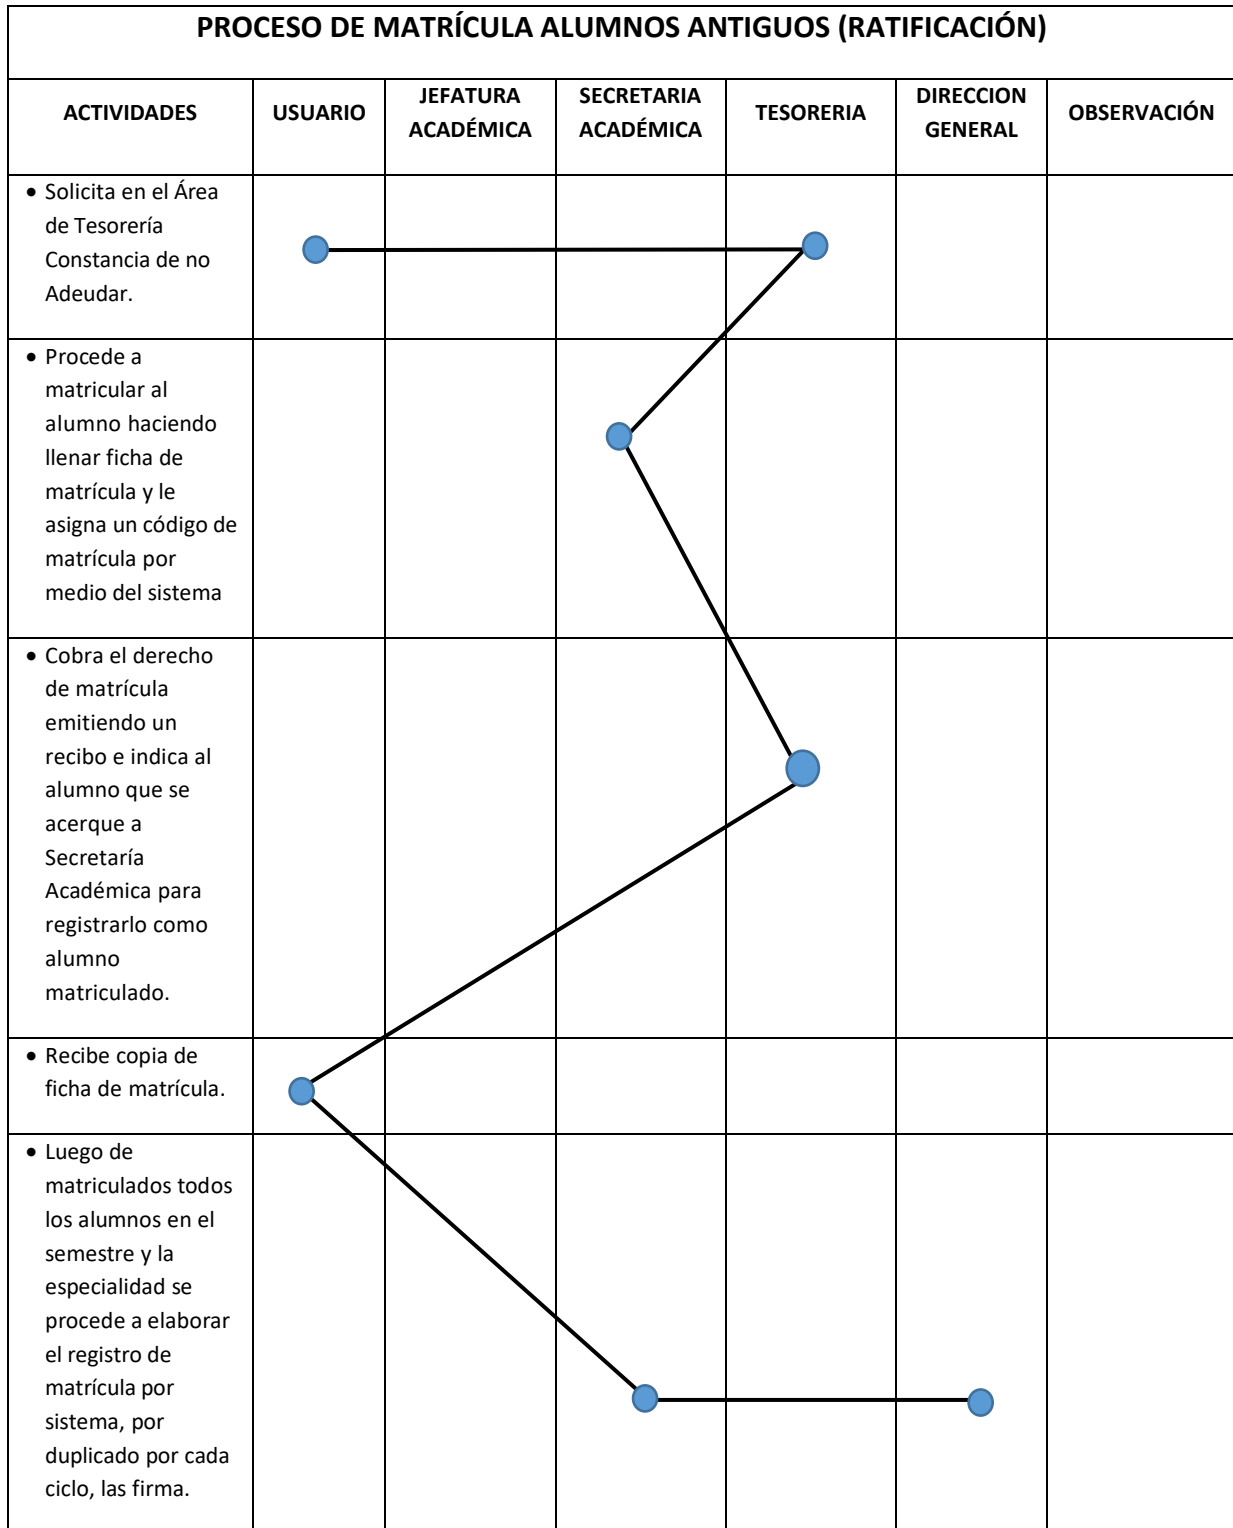 PROCESO DE MATRÍCULA ALUMNOS ANTIGUOS (RATIFICACIÓN)
ACTIVIDADES
USUARIO
JEFATURA
ACADÉMICA
SECRETARIA
ACADÉMICA
TESORERIA
DIRECCION
GENERAL
OBSERVACIÓN
• Solicita en el Área
de Tesorería
Constancia de no
Adeudar.
• Procede a
matricular al
alumno haciendo
llenar ficha de
matrícula y le
asigna un código de
matrícula por
medio del sistema
• Cobra el derecho
de matrícula
emitiendo un
recibo e indica al
alumno que se
acerque a
Secretaría
Académica para
registrarlo como
alumno
matriculado.
• Recibe copia de
ficha de matrícula.
• Luego de
matriculados todos
los alumnos en el
semestre y la
especialidad se
procede a elaborar
el registro de
matrícula por
sistema, por
duplicado por cada
ciclo, las firma.